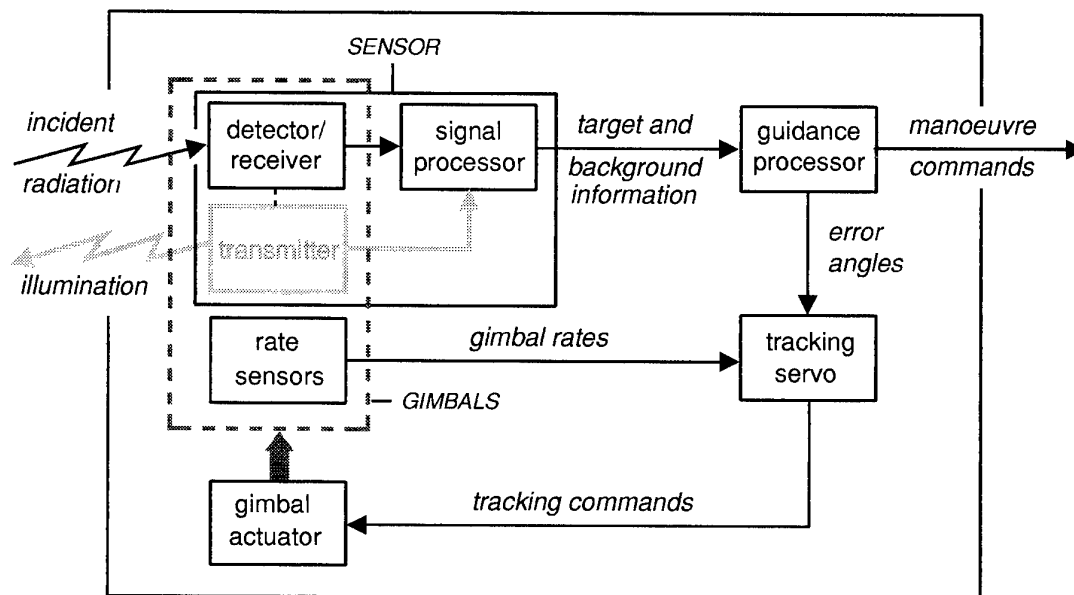 SENSOR
incident
radiation
detector/
receiver
signal
processor
target and
background
information
guidance
processor
manoeuvre
commands
transmitter
illumination
error
angles
rate
sensors
gimbal rates
tracking
servo
GIMBALS
gimbal
actuator
tracking commands